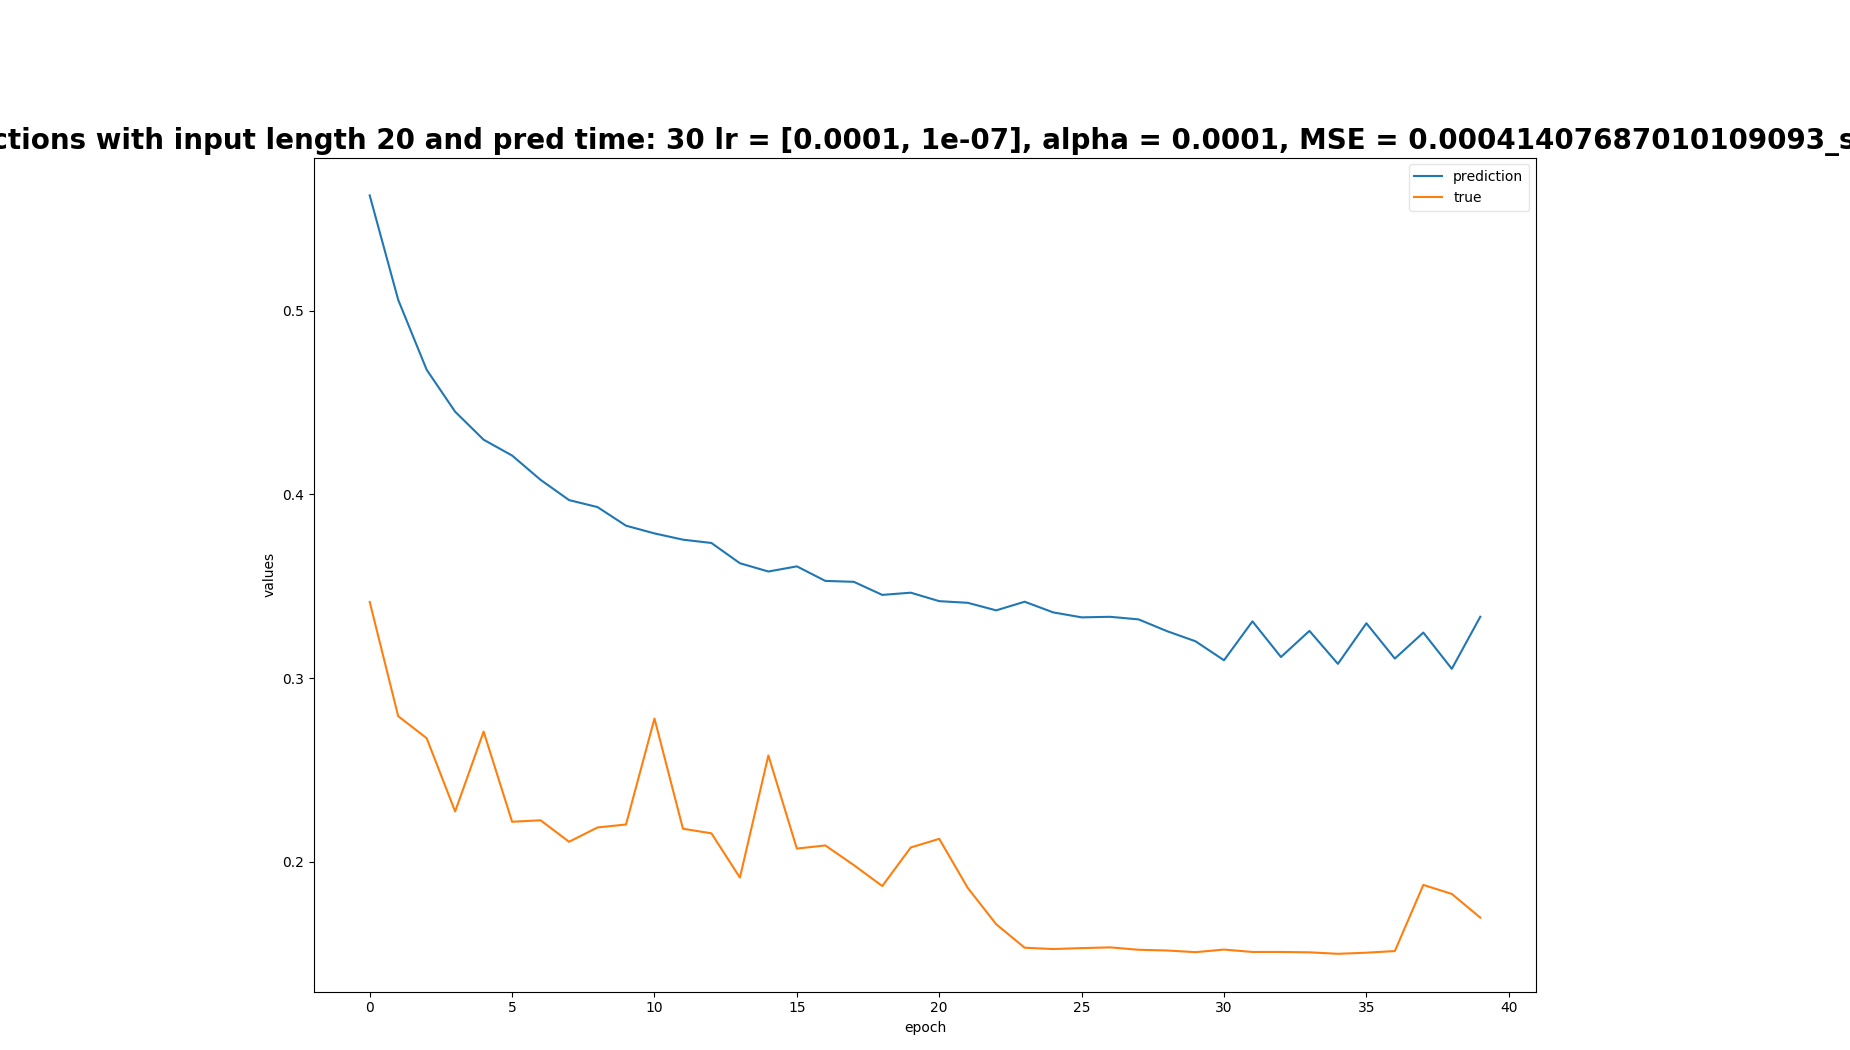 ctions with input length 20 and pred time: 30 lr = [0.0001, 1e-07], alpha = 0.0001, MSE = 0.00041407687010109093_s
prediction
true
0.5
0.4
0.3
0.2
values
0
5
10
15
20
25
30
35
40
epoch